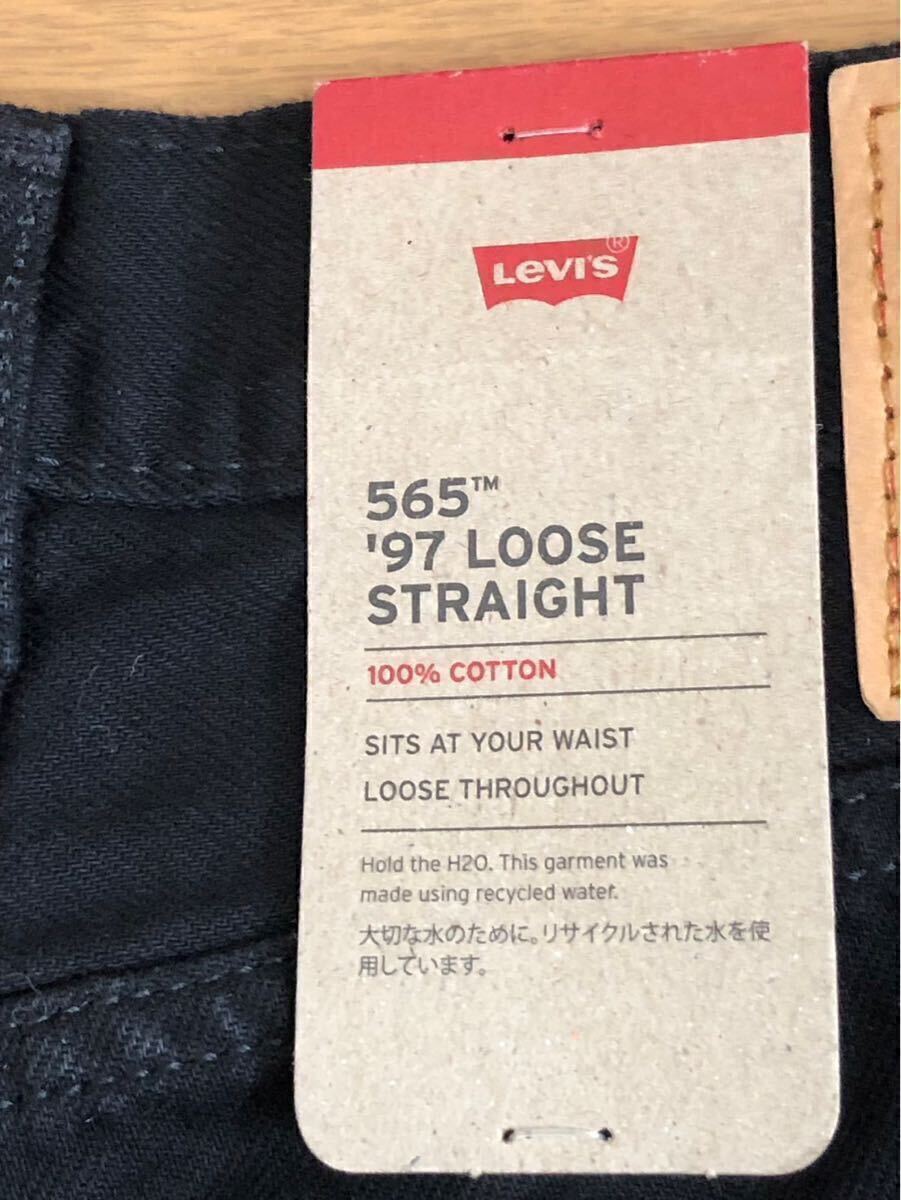 LEVI'S®
565™
'97 LOOSE
STRAIGHT
100% COTTON
SITS AT YOUR WAIST
LOOSE THROUGHOUT
Hold the H2O. This garment was
made using recycled water.
大切な水のために。リサイクルされた水を使
用しています。